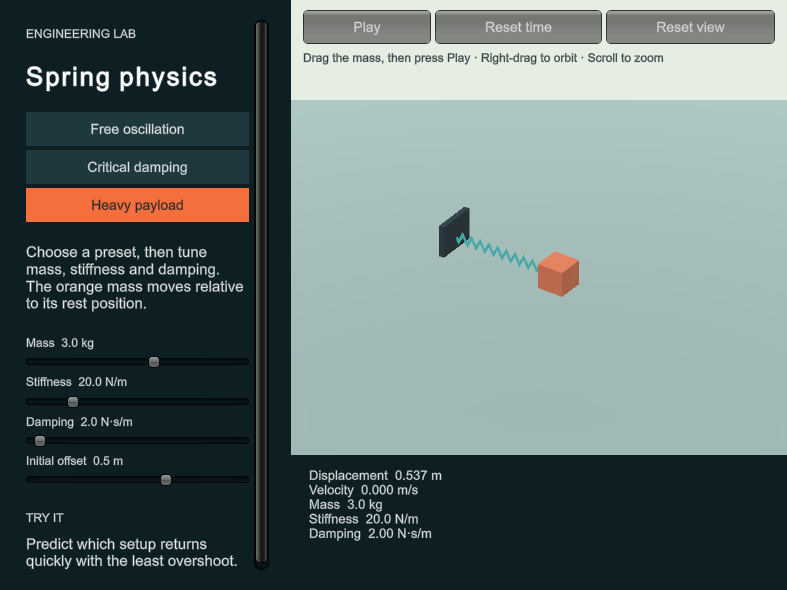 ENGINEERING LAB
Spring physics
Free oscillation
Critical damping
Heavy payload
Choose a preset, then tune
mass, stiffness and damping.
The orange mass moves relative
to its rest position.
Mass  3.0 kg
Stiffness  20.0 N/m
Damping  2.0 N·s/m
Initial offset  0.5 m
TRY IT
Predict which setup returns
quickly with the least overshoot.
Play
Reset time
Reset view
Drag the mass, then press Play · Right-drag to orbit · Scroll to zoom
Displacement  0.537 m
Velocity  0.000 m/s
Mass  3.0 kg
Stiffness  20.0 N/m
Damping  2.00 N·s/m